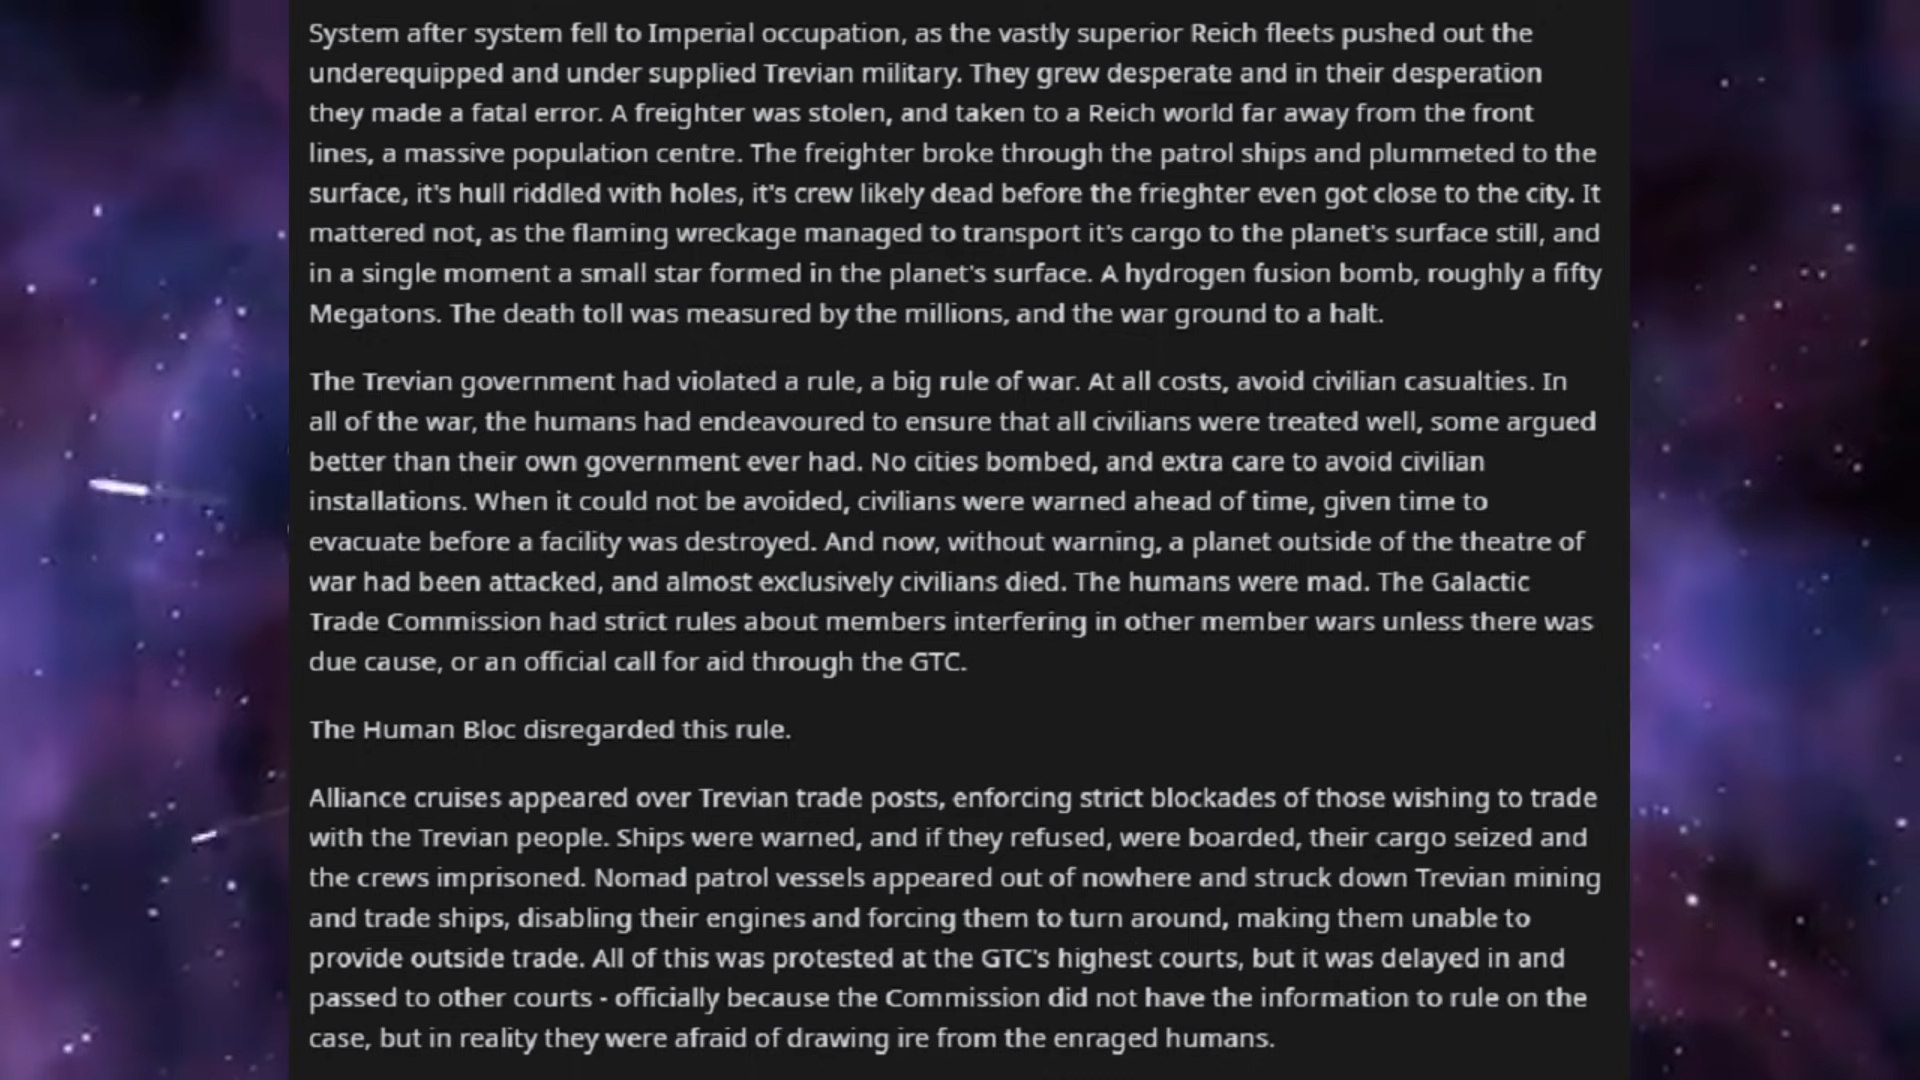 System after system fell to Imperial occupation, as the vastly superior Reich fleets pushed out the
underequipped and under supplied Trevian military. They grew desperate and in their desperation
they made a fatal error. A freighter was stolen, and taken to a Reich world far away from the front
lines, a massive population centre. The freighter broke through the patrol ships and plummeted to the
surface, it's hull riddled with holes, it's crew likely dead before the frieghter even got close to the city. It
mattered not, as the flaming wreckage managed to transport it's cargo to the planet's surface still, and
in a single moment a small star formed in the planet's surface. A hydrogen fusion bomb, roughly a fifty
Megatons. The death toll was measured by the millions, and the war ground to a halt.
The Trevian government had violated a rule, a big rule of war. At all costs, avoid civilian casualties. In
all of the war, the humans had endeavoured to ensure that all civilians were treated well, some argued
better than their own government ever had. No cities bombed, and extra care to avoid civilian
installations. When it could not be avoided, civilians were warned ahead of time, given time to
evacuate before a facility was destroyed. And now, without warning, a planet outside of the theatre of
war had been attacked, and almost exclusively civilians died. The humans were mad. The Galactic
Trade Commission had strict rules about members interfering in other member wars unless there was
due cause, or an official call for aid through the GTC.
The Human Bloc disregarded this rule.
Alliance cruises appeared over Trevian trade posts, enforcing strict blockades of those wishing to trade
with the Trevian people. Ships were warned, and if they refused, were boarded, their cargo seized and
the crews imprisoned. Nomad patrol vessels appeared out of nowhere and struck down Trevian mining
and trade ships, disabling their engines and forcing them to turn around, making them unable to
provide outside trade. All of this was protested at the GTC's highest courts, but it was delayed in and
passed to other courts - officially because the Commission did not have the information to rule on the
case, but in reality they were afraid of drawing ire from the enraged humans.